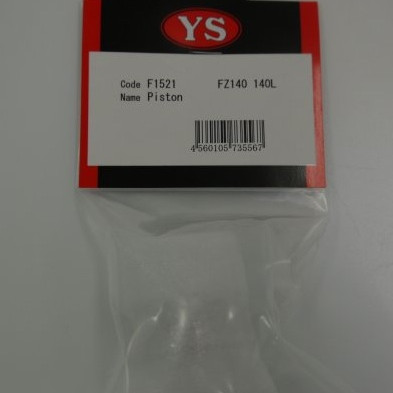 YS
Code F1521 FZ140 140L
Name Piston
4560105735567